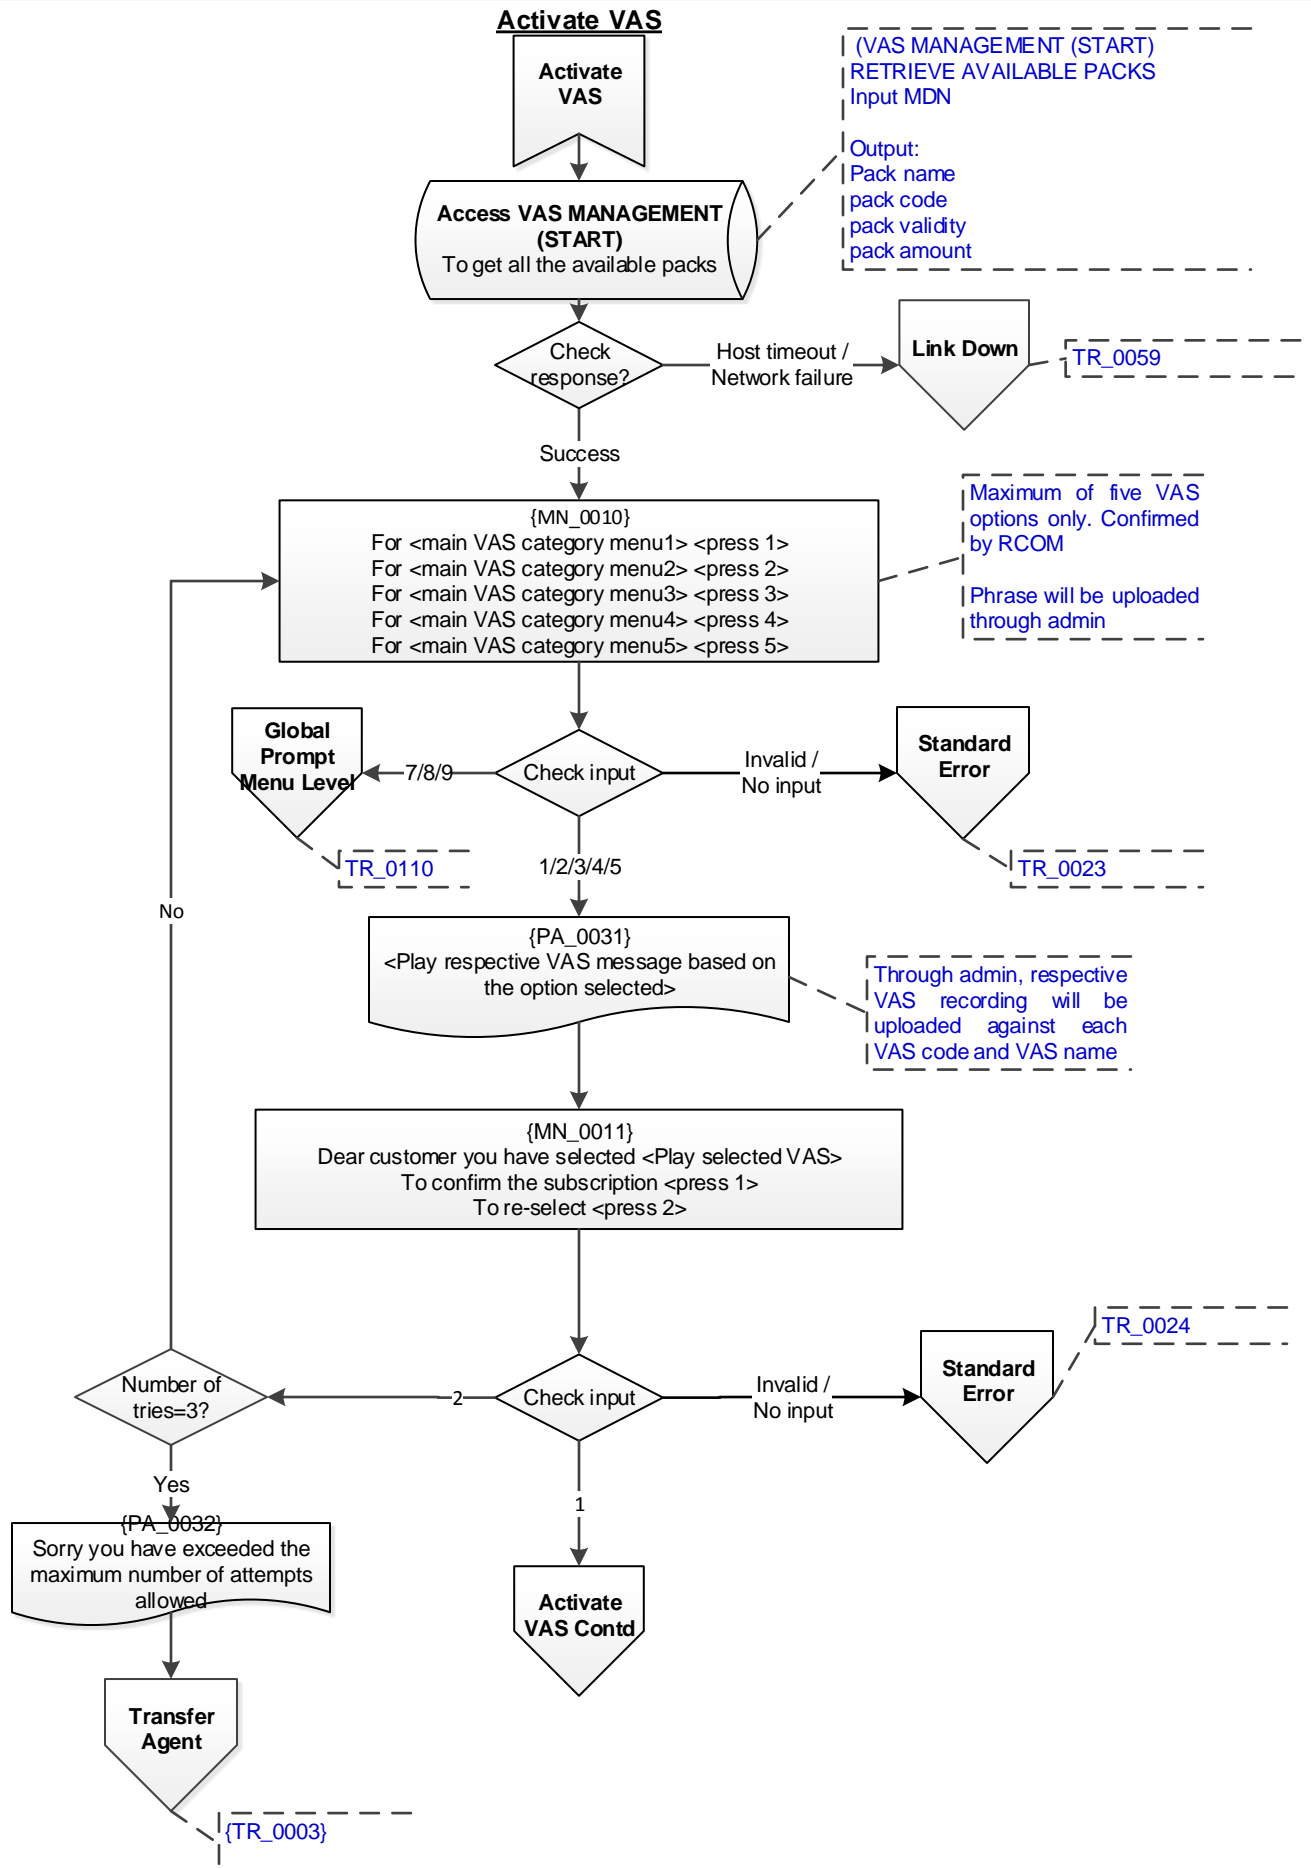 Activate VAS
Activate
VAS
(VAS MANAGEMENT (START)
RETRIEVE AVAILABLE PACKS
Input MDN
Output:
Pack name
pack code
pack validity
pack amount
Access VAS MANAGEMENT
(START)
To get all the available packs
Check
response?
Host timeout /
Network failure
Link Down
TR_0059
Success
{MN_0010}
For <main VAS category menu1> <press 1>
For <main VAS category menu2> <press 2>
For <main VAS category menu3> <press 3>
For <main VAS category menu4> <press 4>
For <main VAS category menu5> <press 5>
Maximum of five VAS
options only. Confirmed
by RCOM
Phrase will be uploaded
through admin
Global
Prompt
Menu Level
7/8/9
Check input
Invalid /
No input
Standard
Error
TR_0110
1/2/3/4/5
TR_0023
No
{PA_0031}
<Play respective VAS message based on
the option selected>
Through admin, respective
VAS recording will be
uploaded against each
VAS code and VAS name
{MN_0011}
Dear customer you have selected <Play selected VAS>
To confirm the subscription <press 1>
To re-select <press 2>
TR_0024
Number of
tries=3?
2
Check input
Invalid /
No input
Standard
Error
Yes
1
{PA_0032}
Sorry you have exceeded the
maximum number of attempts
allowed
Activate
VAS Contd
Transfer
Agent
{TR_0003}